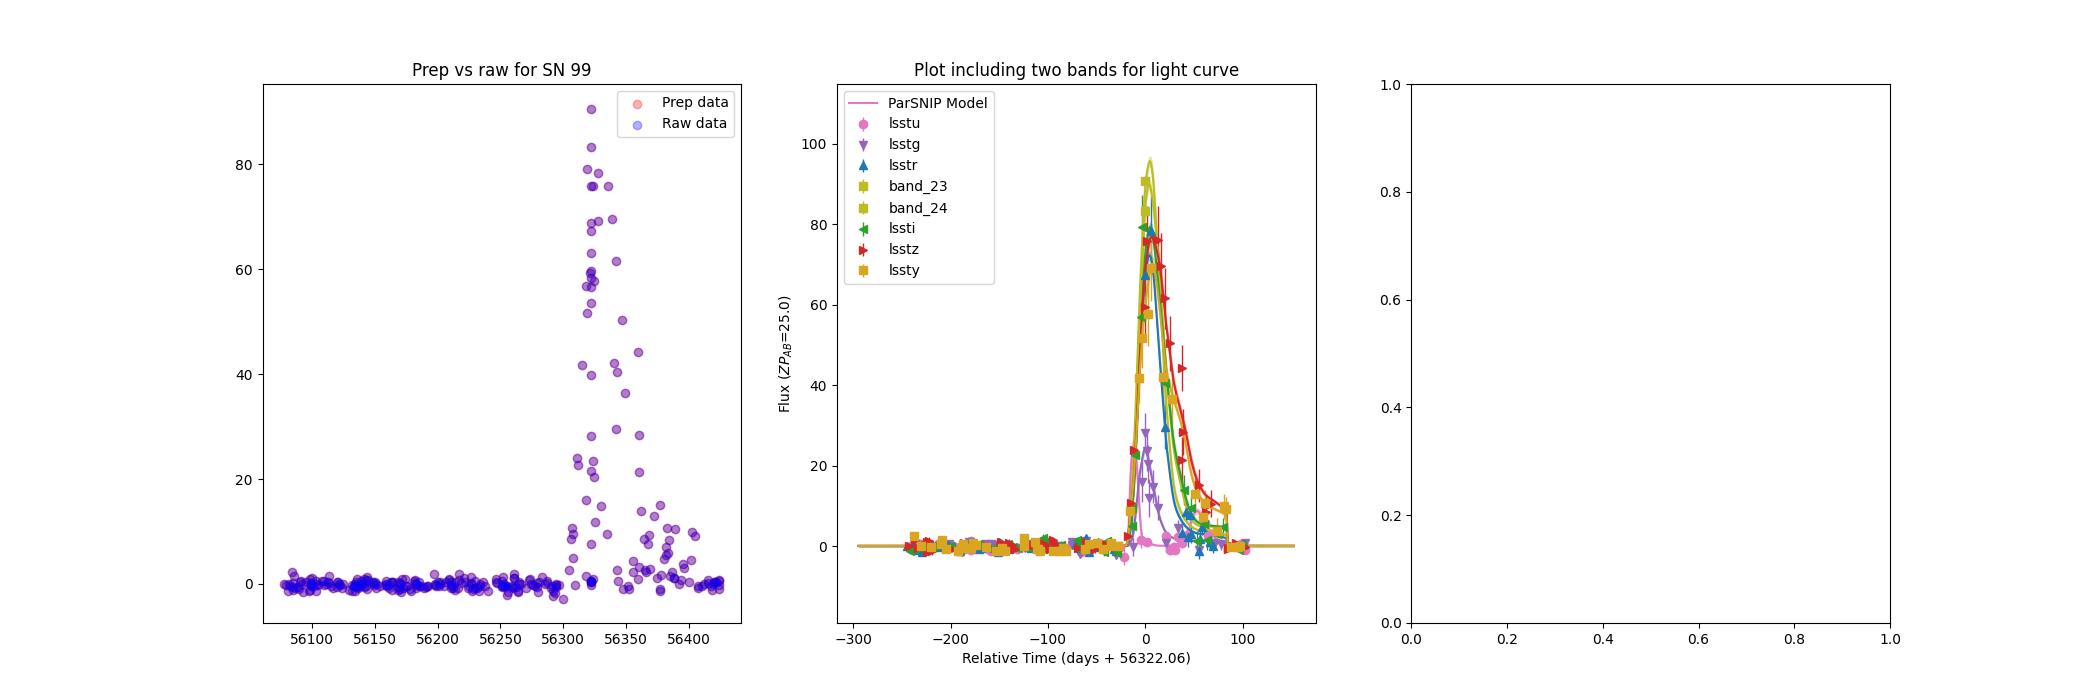 Prep vs raw for SN 99
Prep data
Raw data
80
60
40
20
0
56100 56150 56200 56250 56300 56350 56400
Plot including two bands for light curve
ParSNIP Model
lsstu
lsstg
lsstr
band_23
band_24
lssti
lsstz
lssty
Flux (ZP_{AB}=25.0)
100
80
60
40
20
0
−300 −200 −100 0 100
Relative Time (days + 56322.06)
1.0
0.8
0.6
0.4
0.2
0.0
0.0 0.2 0.4 0.6 0.8 1.0